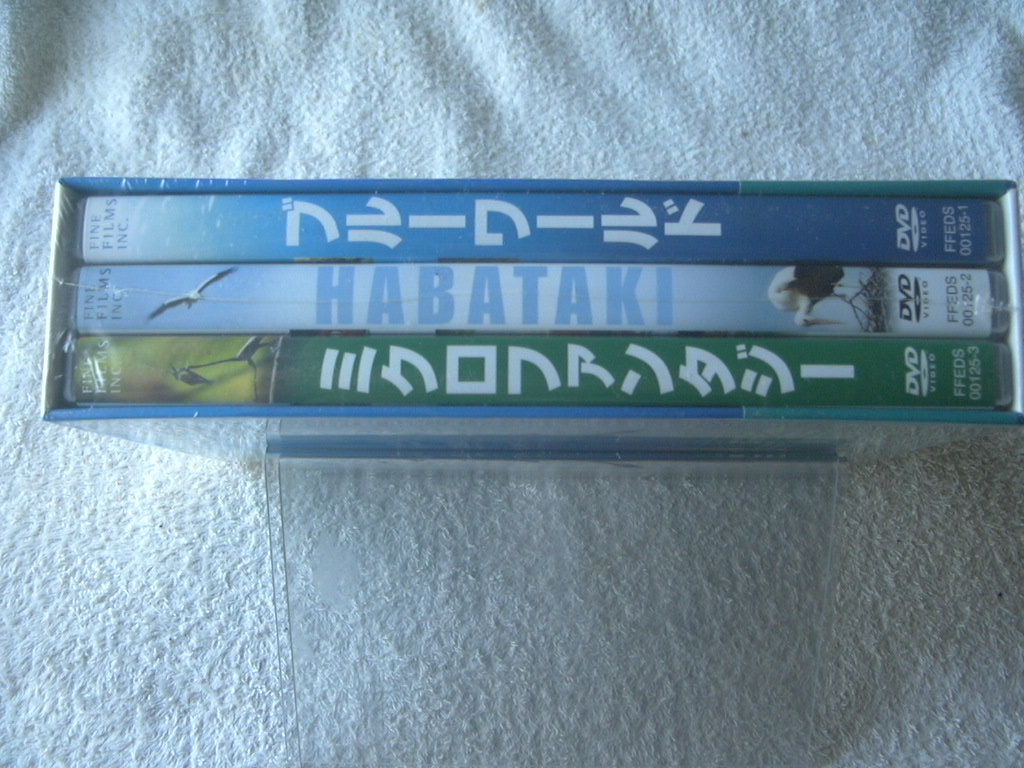 FINE
FILMS
INC.
ブルーワールド
DVD
VIDEO
FFEDS
00125-1
FINE
FILMS
INC.
HABATAKI
DVD
VIDEO
FFEDS
00125-2
FINE
FILMS
INC.
ミクロファンタジー
DVD
VIDEO
FFEDS
00125-3